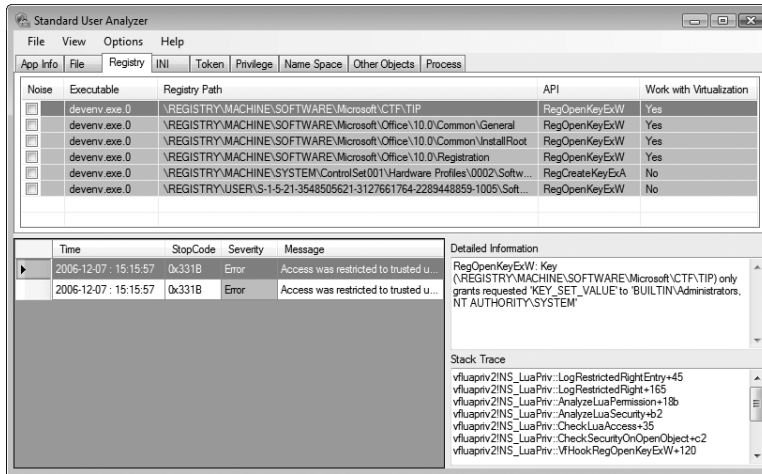 Standard User Analyzer
File View Options Help
App Info File Registry INI Token Privilege Name Space Other Objects Process
Noise Executable Registry Path API Work with Virtualization
devenv.exe.0 \REGISTRY\MACHINE\SOFTWARE\Microsoft\CTF\TIP RegOpenKeyExW Yes
devenv.exe.0 \REGISTRY\MACHINE\SOFTWARE\Microsoft\Office\10.0\Common\General RegOpenKeyExW Yes
devenv.exe.0 \REGISTRY\MACHINE\SOFTWARE\Microsoft\Office\10.0\Common\InstallRoot RegOpenKeyExW Yes
devenv.exe.0 \REGISTRY\MACHINE\SOFTWARE\Microsoft\Office\10.0\Registration RegOpenKeyExW Yes
devenv.exe.0 \REGISTRY\MACHINE\SYSTEM\ControlSet001\Hardware Profiles\0002\Softw... RegCreateKeyExA No
devenv.exe.0 \REGISTRY\USER\S-1-5-21-3548505621-3127661764-2289448859-1005\Soft... RegOpenKeyExW No
Time StopCode Severity Message
2006-12-07 : 15:15:57 0x331B Error Access was restricted to trusted u...
2006-12-07 : 15:15:57 0x331B Error Access was restricted to trusted u...
Detailed Information
RegOpenKeyExW: Key
(\REGISTRY\MACHINE\SOFTWARE\Microsoft\CTF\TIP) only
grants requested 'KEY_SET_VALUE' to 'BUILTIN\Administrators,
NT AUTHORITY\SYSTEM'
Stack Trace
vfluapriv2!NS_LuaPriv::LogRestrictedRightEntry+45
vfluapriv2!NS_LuaPriv::LogRestrictedRight+165
vfluapriv2!NS_LuaPriv::AnalyzeLuaPermission+18b
vfluapriv2!NS_LuaPriv::AnalyzeLuaSecurity+b2
vfluapriv2!NS_LuaPriv::CheckLuaAccess+35
vfluapriv2!NS_LuaPriv::CheckSecurityOnOpenObject+c2
vfluapriv2!NS_LuaPriv::VfHookRegOpenKeyExW+120